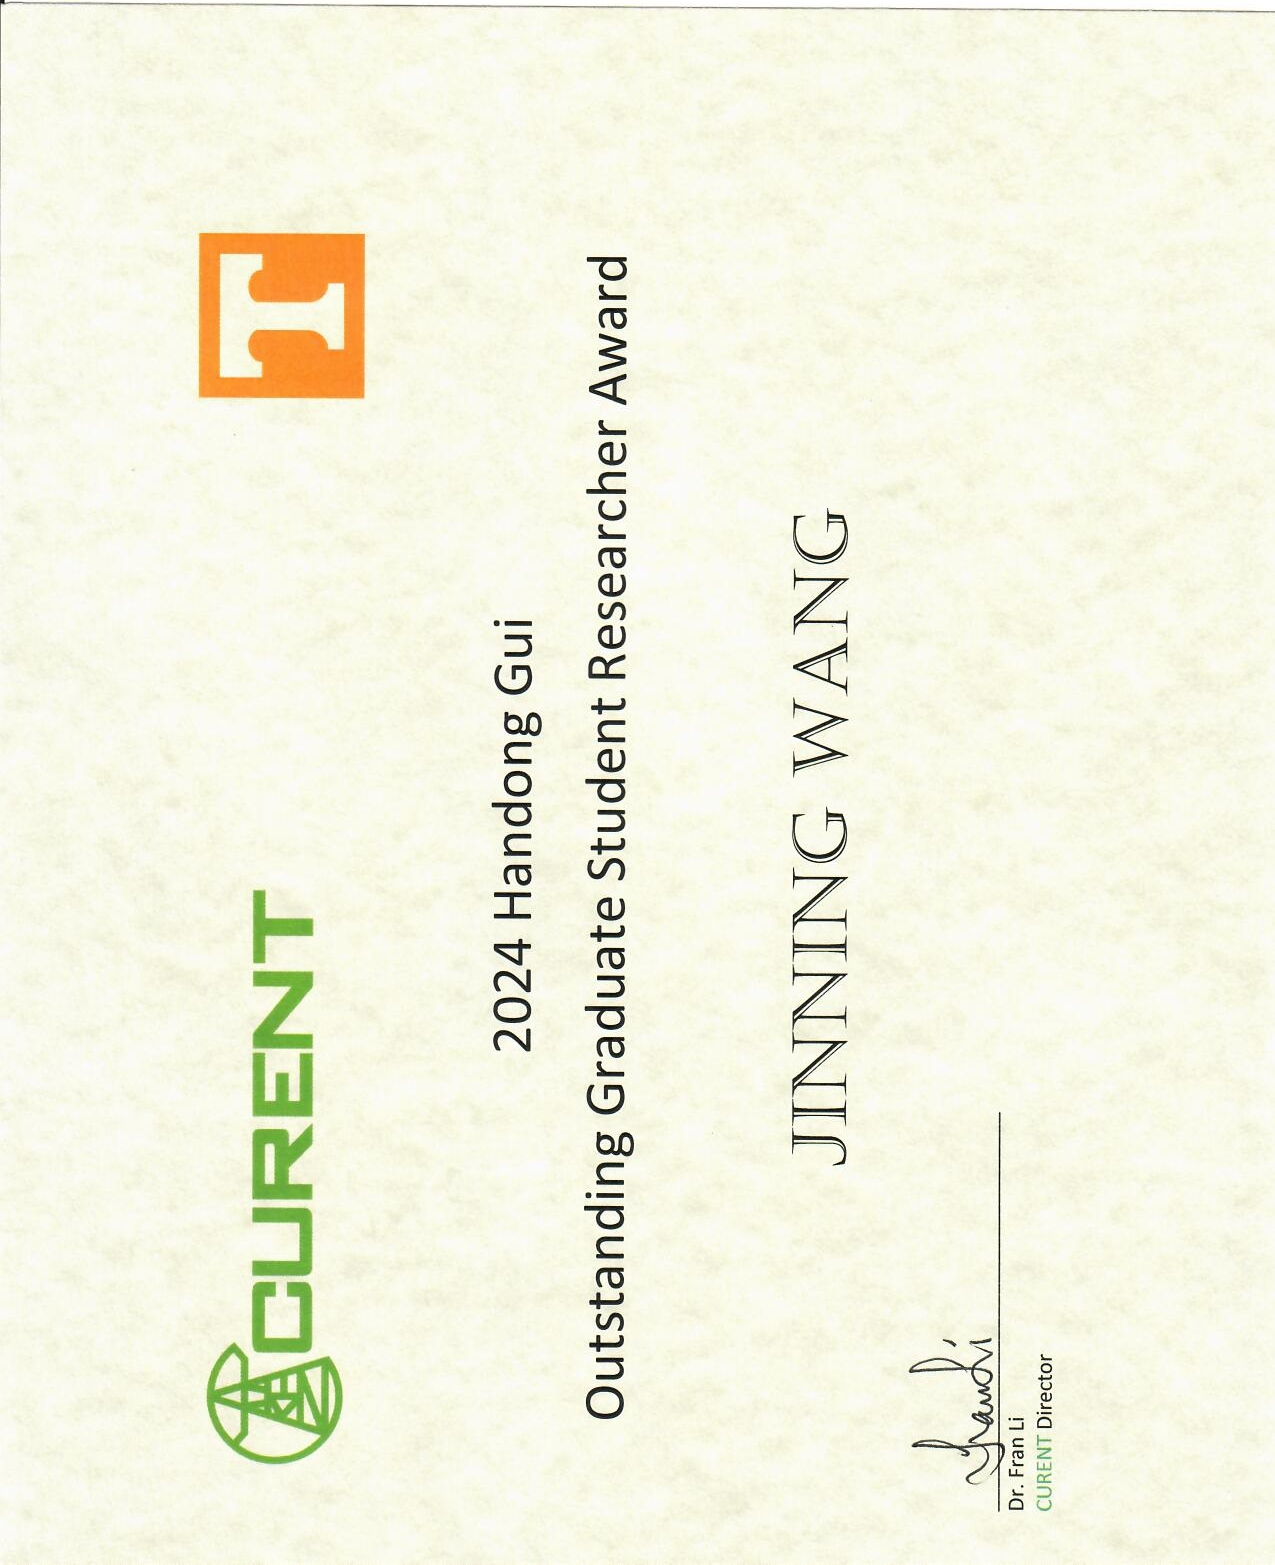 CURENT
T
2024 Handong Gui
Outstanding Graduate Student Researcher Award
JINNING WANG
Fran Li
Dr. Fran Li
CURENT Director